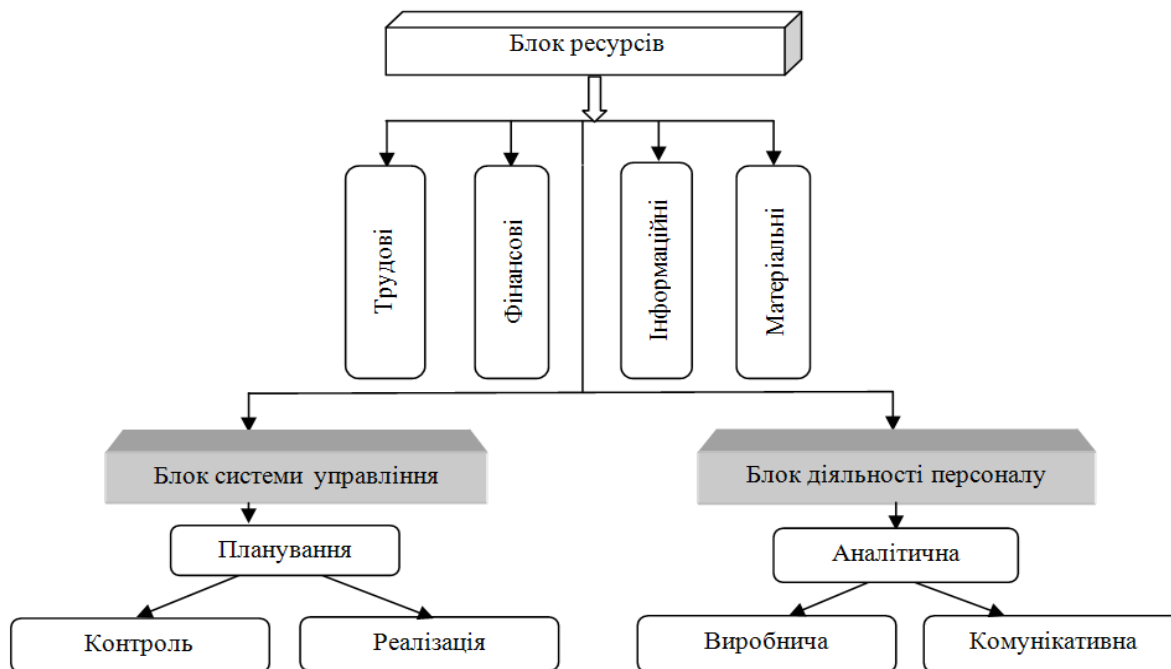 Блок ресурсів
Трудові
Фінансові
Інформаційні
Матеріальні
Блок системи управління
Блок діяльності персоналу
Планування
Аналітична
Контроль
Реалізація
Виробнича
Комунікативна